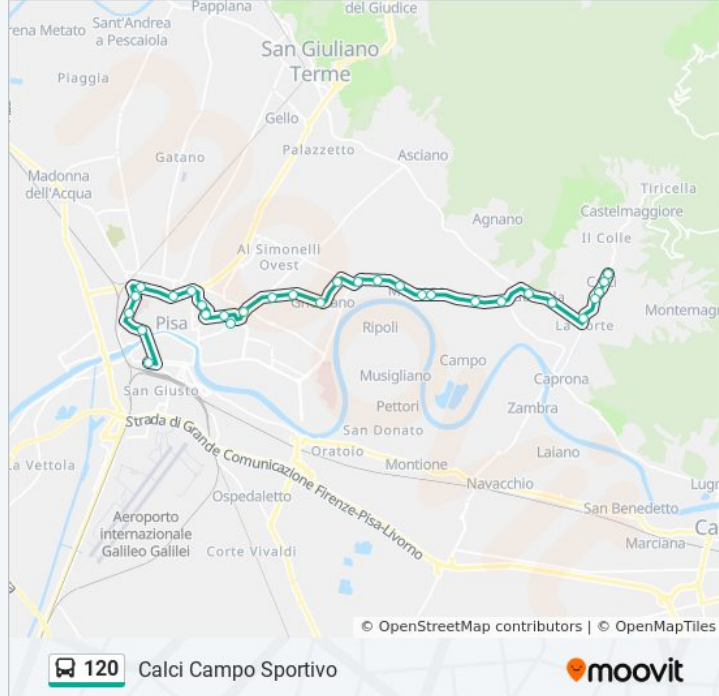 Pappiana
del Giudice
Sant'Andrea
a Pescaiola
rena Metato
San Giuliano
Terme
Piaggia
Gello
Palazzetto
Gatano
Asciano
Madonna
dell'Acqua
Tiricella
Castelmaggiore
Agnano
Il Colle
Al Simonelli
Ovest
Pisa
Ripoli
La Corte
Montemagn
Musigliano
Campo
Caprona
San Giusto
Pettori
Zambra
San Donato
Strada di Grande Comunicazione Firenze-Pisa-Livorno
Oratoio
Montione
Laiano
La Vettola
Navacchio
Lugn
Ospedaletto
San Benedetto
Aeroporto
internazionale
Galileo Galilei
Corte Vivaldi
Ca
Marciana
© OpenStreetMap contributors | © OpenMapTiles
120 Calci Campo Sportivo
moovit